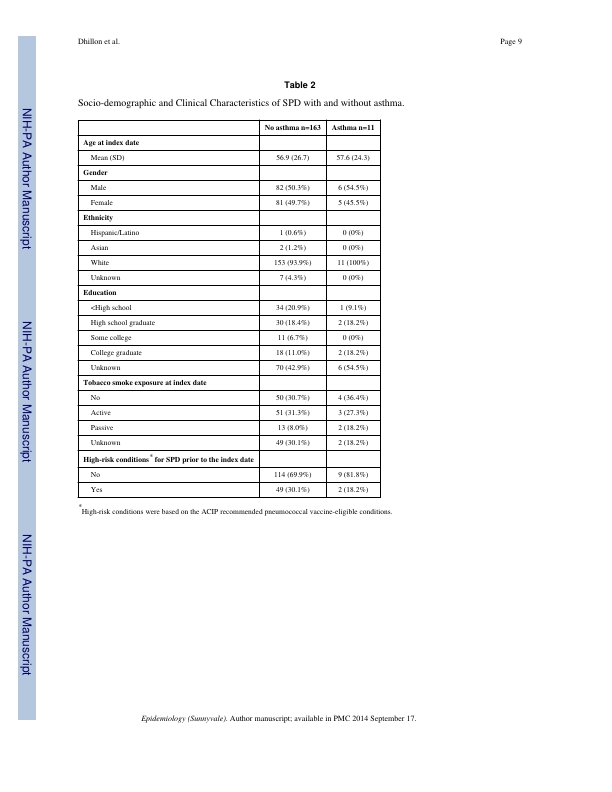 Dhillon et al. Page 9
NIH-PA Author Manuscript
NIH-PA Author Manuscript
NIH-PA Author Manuscript
Table 2
Socio-demographic and Clinical Characteristics of SPD with and without asthma.
No asthma n=163 Asthma n=11
Age at index date
Mean (SD) 56.9 (26.7) 57.6 (24.3)
Gender
Male 82 (50.3%) 6 (54.5%)
Female 81 (49.7%) 5 (45.5%)
Ethnicity
Hispanic/Latino 1 (0.6%) 0 (0%)
Asian 2 (1.2%) 0 (0%)
White 153 (93.9%) 11 (100%)
Unknown 7 (4.3%) 0 (0%)
Education
<High school 34 (20.9%) 1 (9.1%)
High school graduate 30 (18.4%) 2 (18.2%)
Some college 11 (6.7%) 0 (0%)
College graduate 18 (11.0%) 2 (18.2%)
Unknown 70 (42.9%) 6 (54.5%)
Tobacco smoke exposure at index date
No 50 (30.7%) 4 (36.4%)
Active 51 (31.3%) 3 (27.3%)
Passive 13 (8.0%) 2 (18.2%)
Unknown 49 (30.1%) 2 (18.2%)
High-risk conditions* for SPD prior to the index date
No 114 (69.9%) 9 (81.8%)
Yes 49 (30.1%) 2 (18.2%)
*High-risk conditions were based on the ACIP recommended pneumococcal vaccine-eligible conditions.
Epidemiology (Sunnyvale). Author manuscript; available in PMC 2014 September 17.